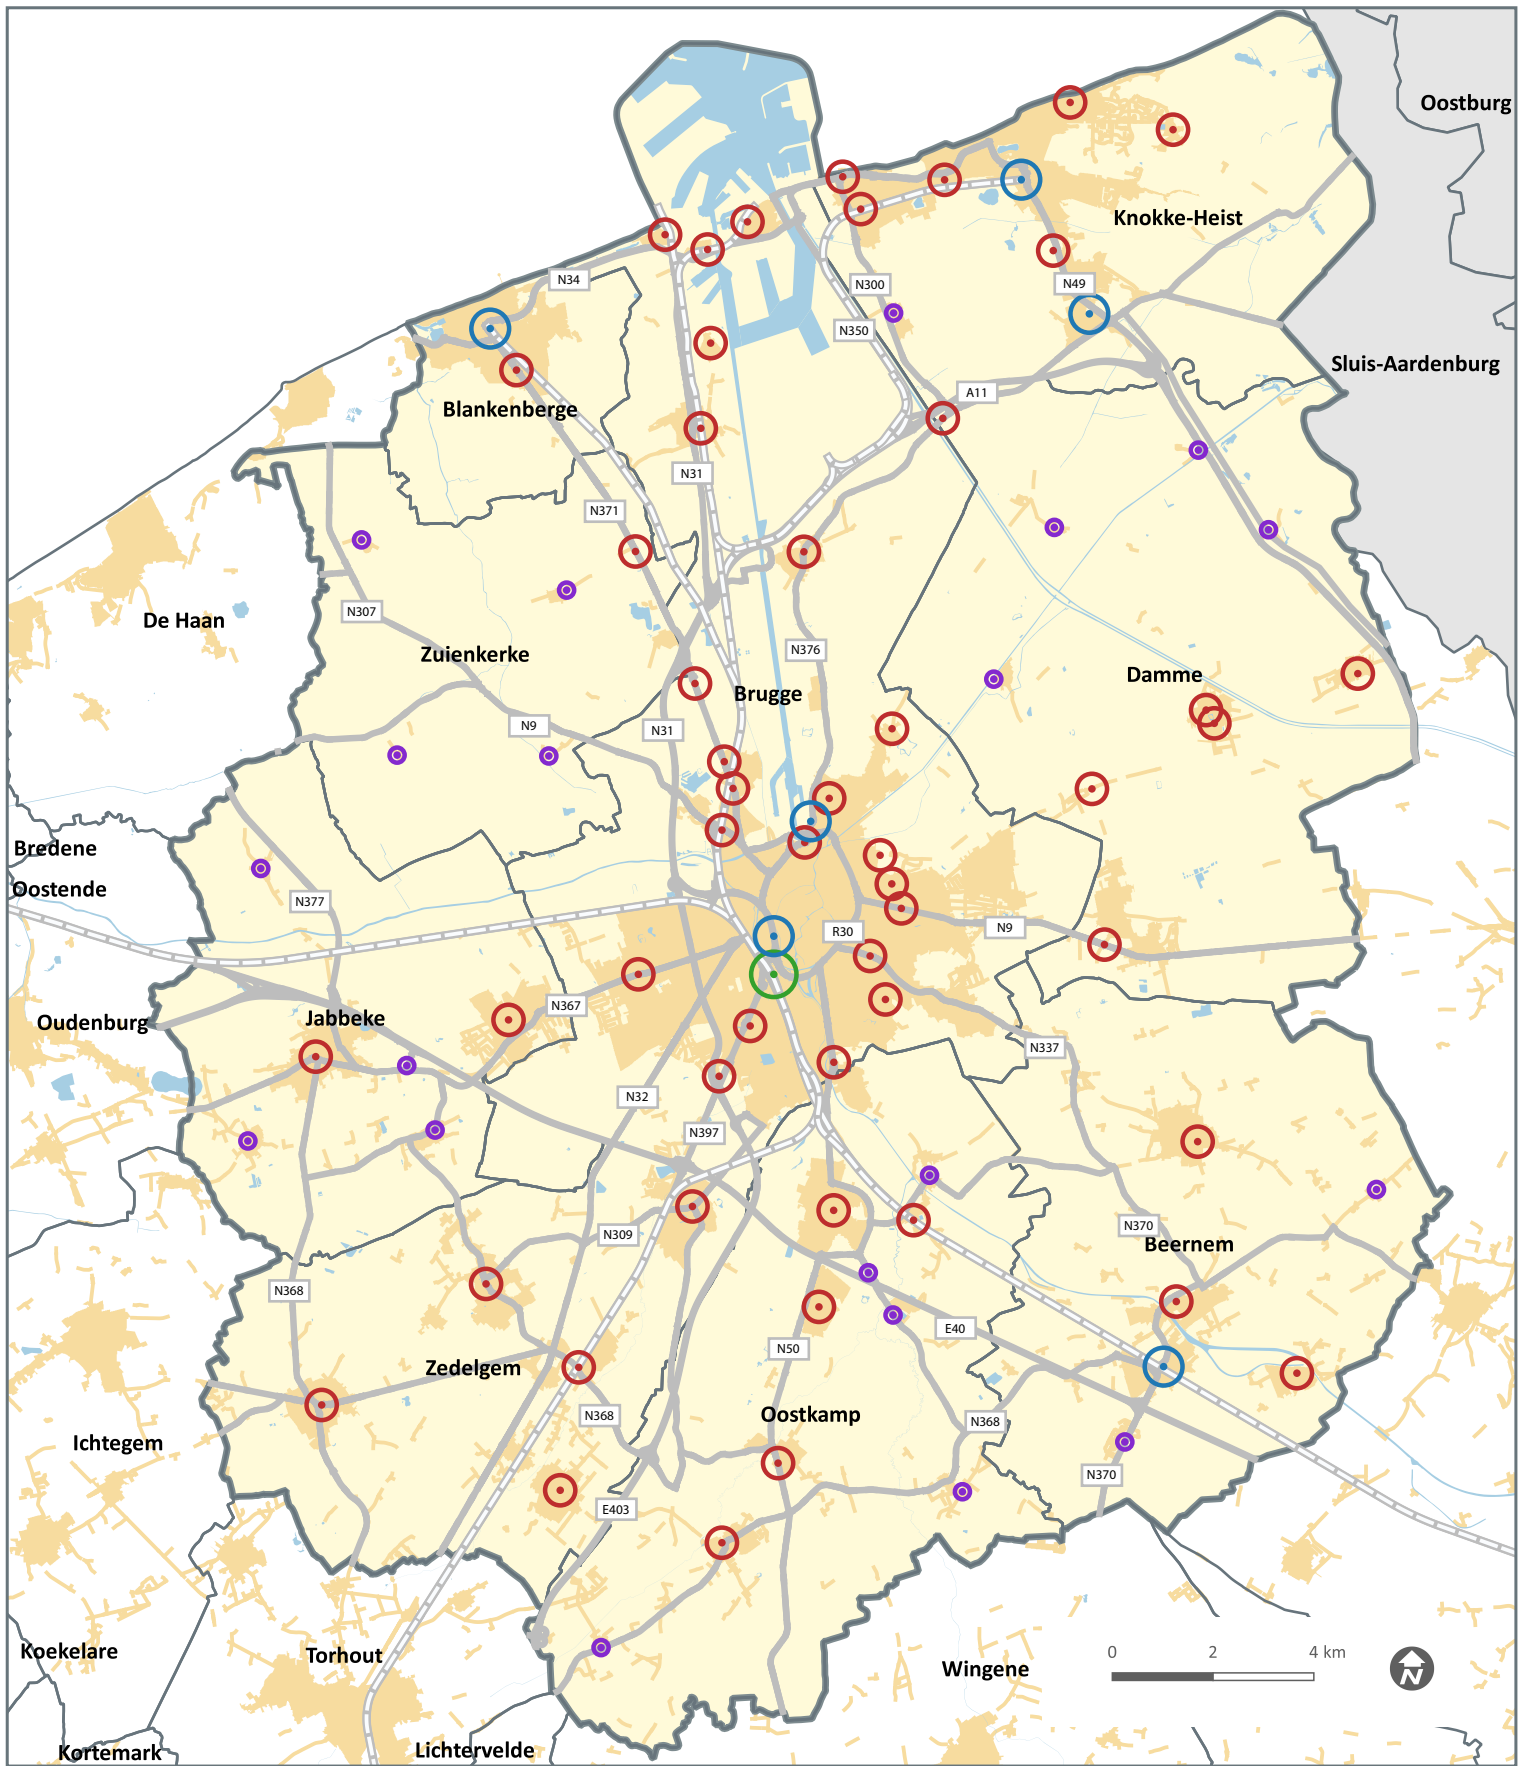 Oostburg
Knokke-Heist
N34
N300
N49
N350
Sluis-Aardenburg
A11
Blankenberge
N31
N371
N307
De Haan
N376
Zuienkerke
Damme
Brugge
N9
N31
Bredene
Oostende
N377
R30
N9
N367
Jabbeke
Oudenburg
N337
N32
N397
N370
N309
Beernem
N368
E40
N50
Zedelgem
N368
Oostkamp
N368
Ichtegem
N370
E403
Koekelare
Torhout
Wingene
0 2 4 km
N
Kortemark
Lichtervelde